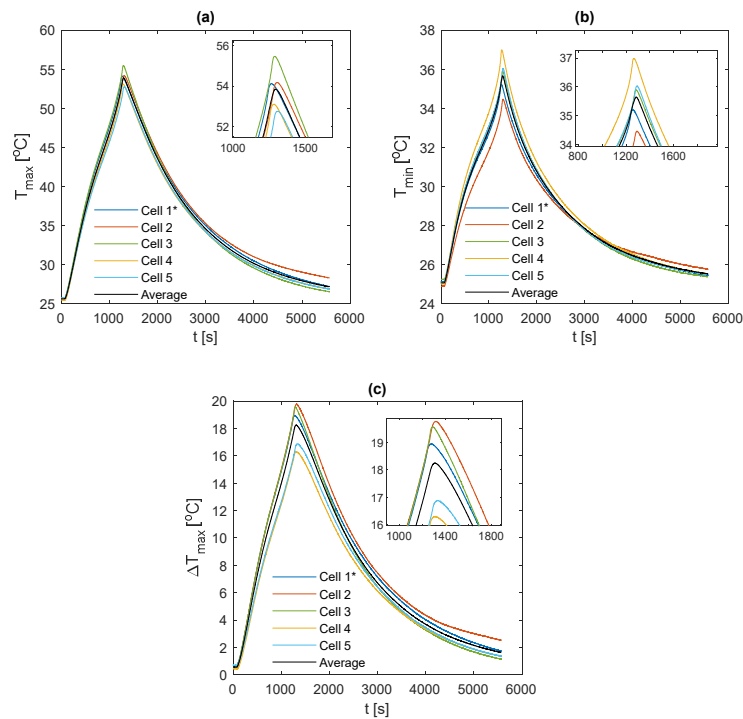 (a)
60
55
50
45
40
35
30
25
T_max [°C]
0 1000 2000 3000 4000 5000 6000
t [s]
Cell 1*
Cell 2
Cell 3
Cell 4
Cell 5
Average
56
54
52
1000 1500
(b)
38
36
34
32
30
28
26
24
T_min [°C]
0 1000 2000 3000 4000 5000 6000
t [s]
Cell 1*
Cell 2
Cell 3
Cell 4
Cell 5
Average
37
36
35
34
800 1200 1600
(c)
20
18
16
14
12
10
8
6
4
2
0
ΔT_max [°C]
0 1000 2000 3000 4000 5000 6000
t [s]
Cell 1*
Cell 2
Cell 3
Cell 4
Cell 5
Average
19
18
17
16
1000 1400 1800